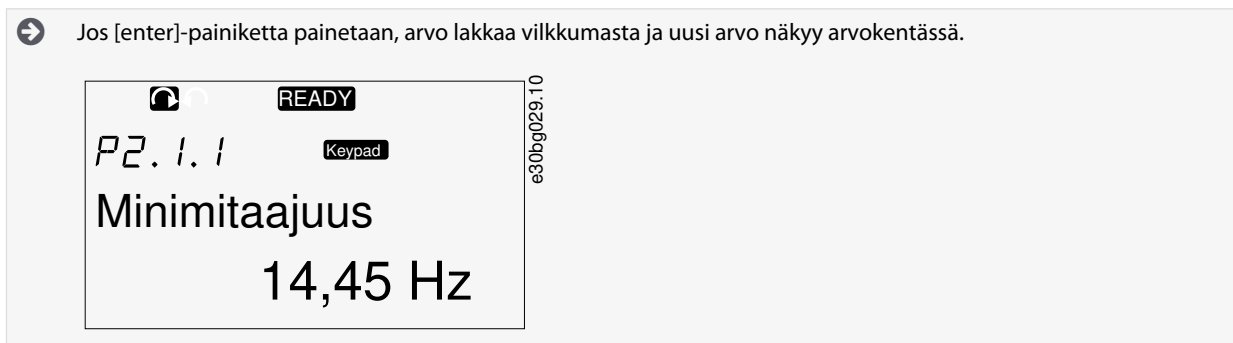 Jos [enter]-painiketta painetaan, arvo lakkaa vilkkumasta ja uusi arvo näkyy arvokentässä.
READY
P2.1.1 Keypad
Minimitaajuus
14,45 Hz
e30bg029.10